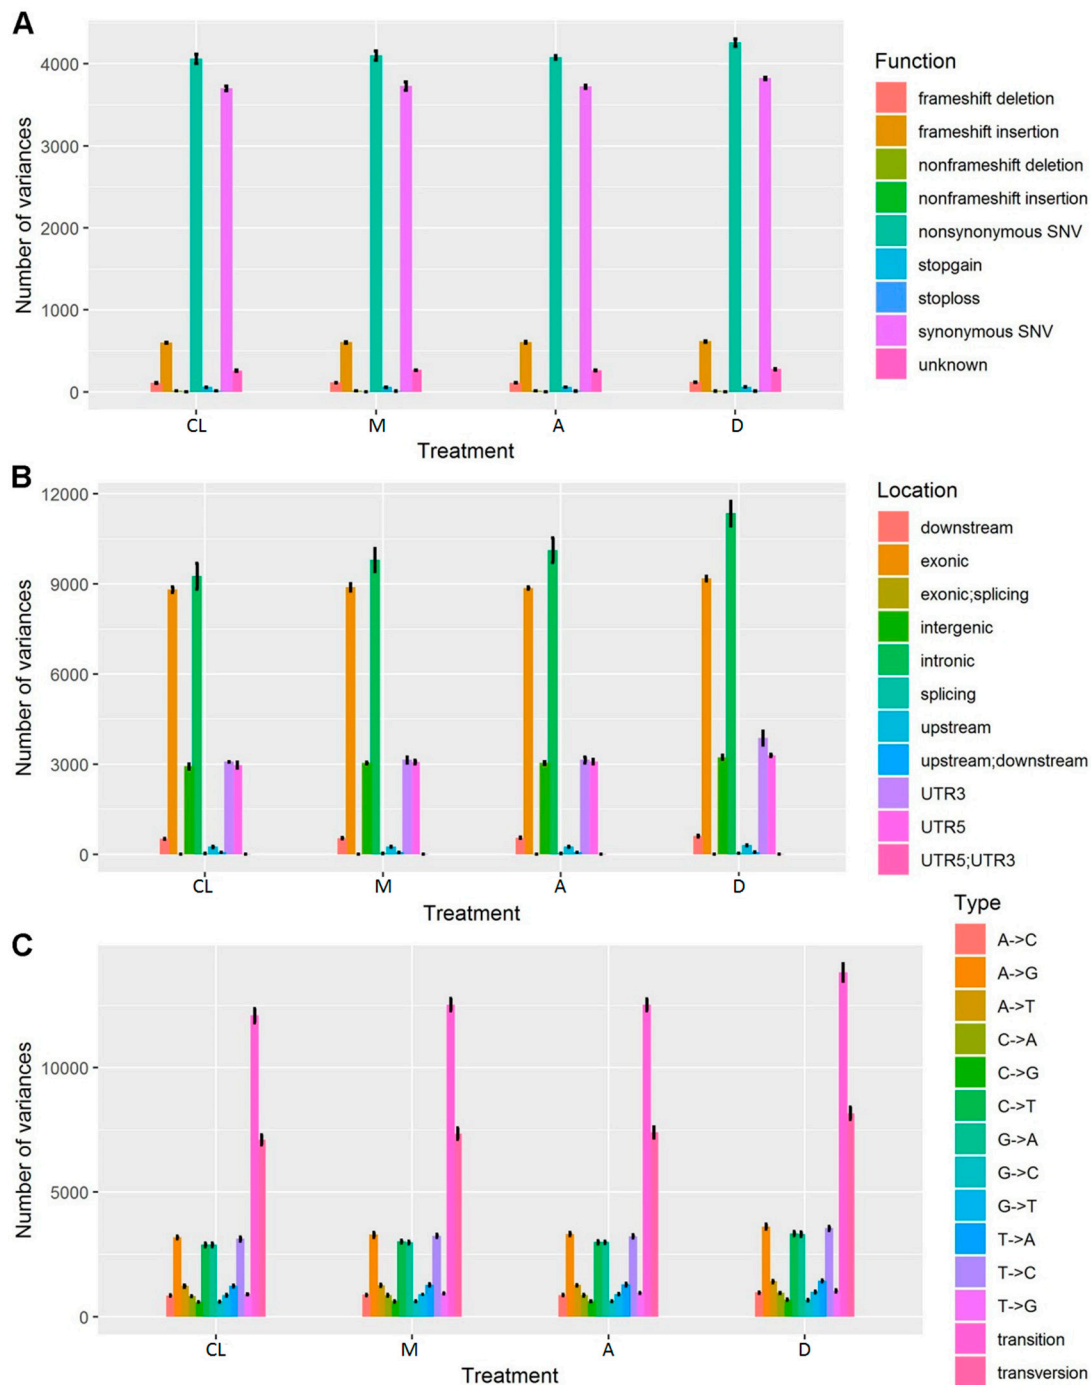 A
4000
3000
2000
1000
0
Number of variances
CL M A D
Treatment
Function
frameshift deletion
frameshift insertion
nonframeshift deletion
nonframeshift insertion
nonsynonymous SNV
stopgain
stoploss
synonymous SNV
unknown
B
12000
9000
6000
3000
0
Number of variances
CL M A D
Treatment
Location
downstream
exonic
exonic;splicing
intergenic
intronic
splicing
upstream
upstream;downstream
UTR3
UTR5
UTR5;UTR3
C
10000
5000
0
Number of variances
CL M A D
Treatment
Type
A->C
A->G
A->T
C->A
C->G
C->T
G->A
G->C
G->T
T->A
T->C
T->G
transition
transversion